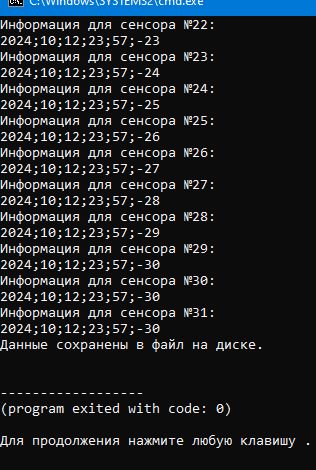 C:\Windows\SYSTEM32\cmd.exe
Информация для сенсора №22:
2024;10;12;23;57;-23
Информация для сенсора №23:
2024;10;12;23;57;-24
Информация для сенсора №24:
2024;10;12;23;57;-25
Информация для сенсора №25:
2024;10;12;23;57;-26
Информация для сенсора №26:
2024;10;12;23;57;-27
Информация для сенсора №27:
2024;10;12;23;57;-28
Информация для сенсора №28:
2024;10;12;23;57;-29
Информация для сенсора №29:
2024;10;12;23;57;-30
Информация для сенсора №30:
2024;10;12;23;57;-30
Информация для сенсора №31:
2024;10;12;23;57;-30
Данные сохранены в файл на диске.
------------------
(program exited with code: 0)
Для продолжения нажмите любую клавишу .